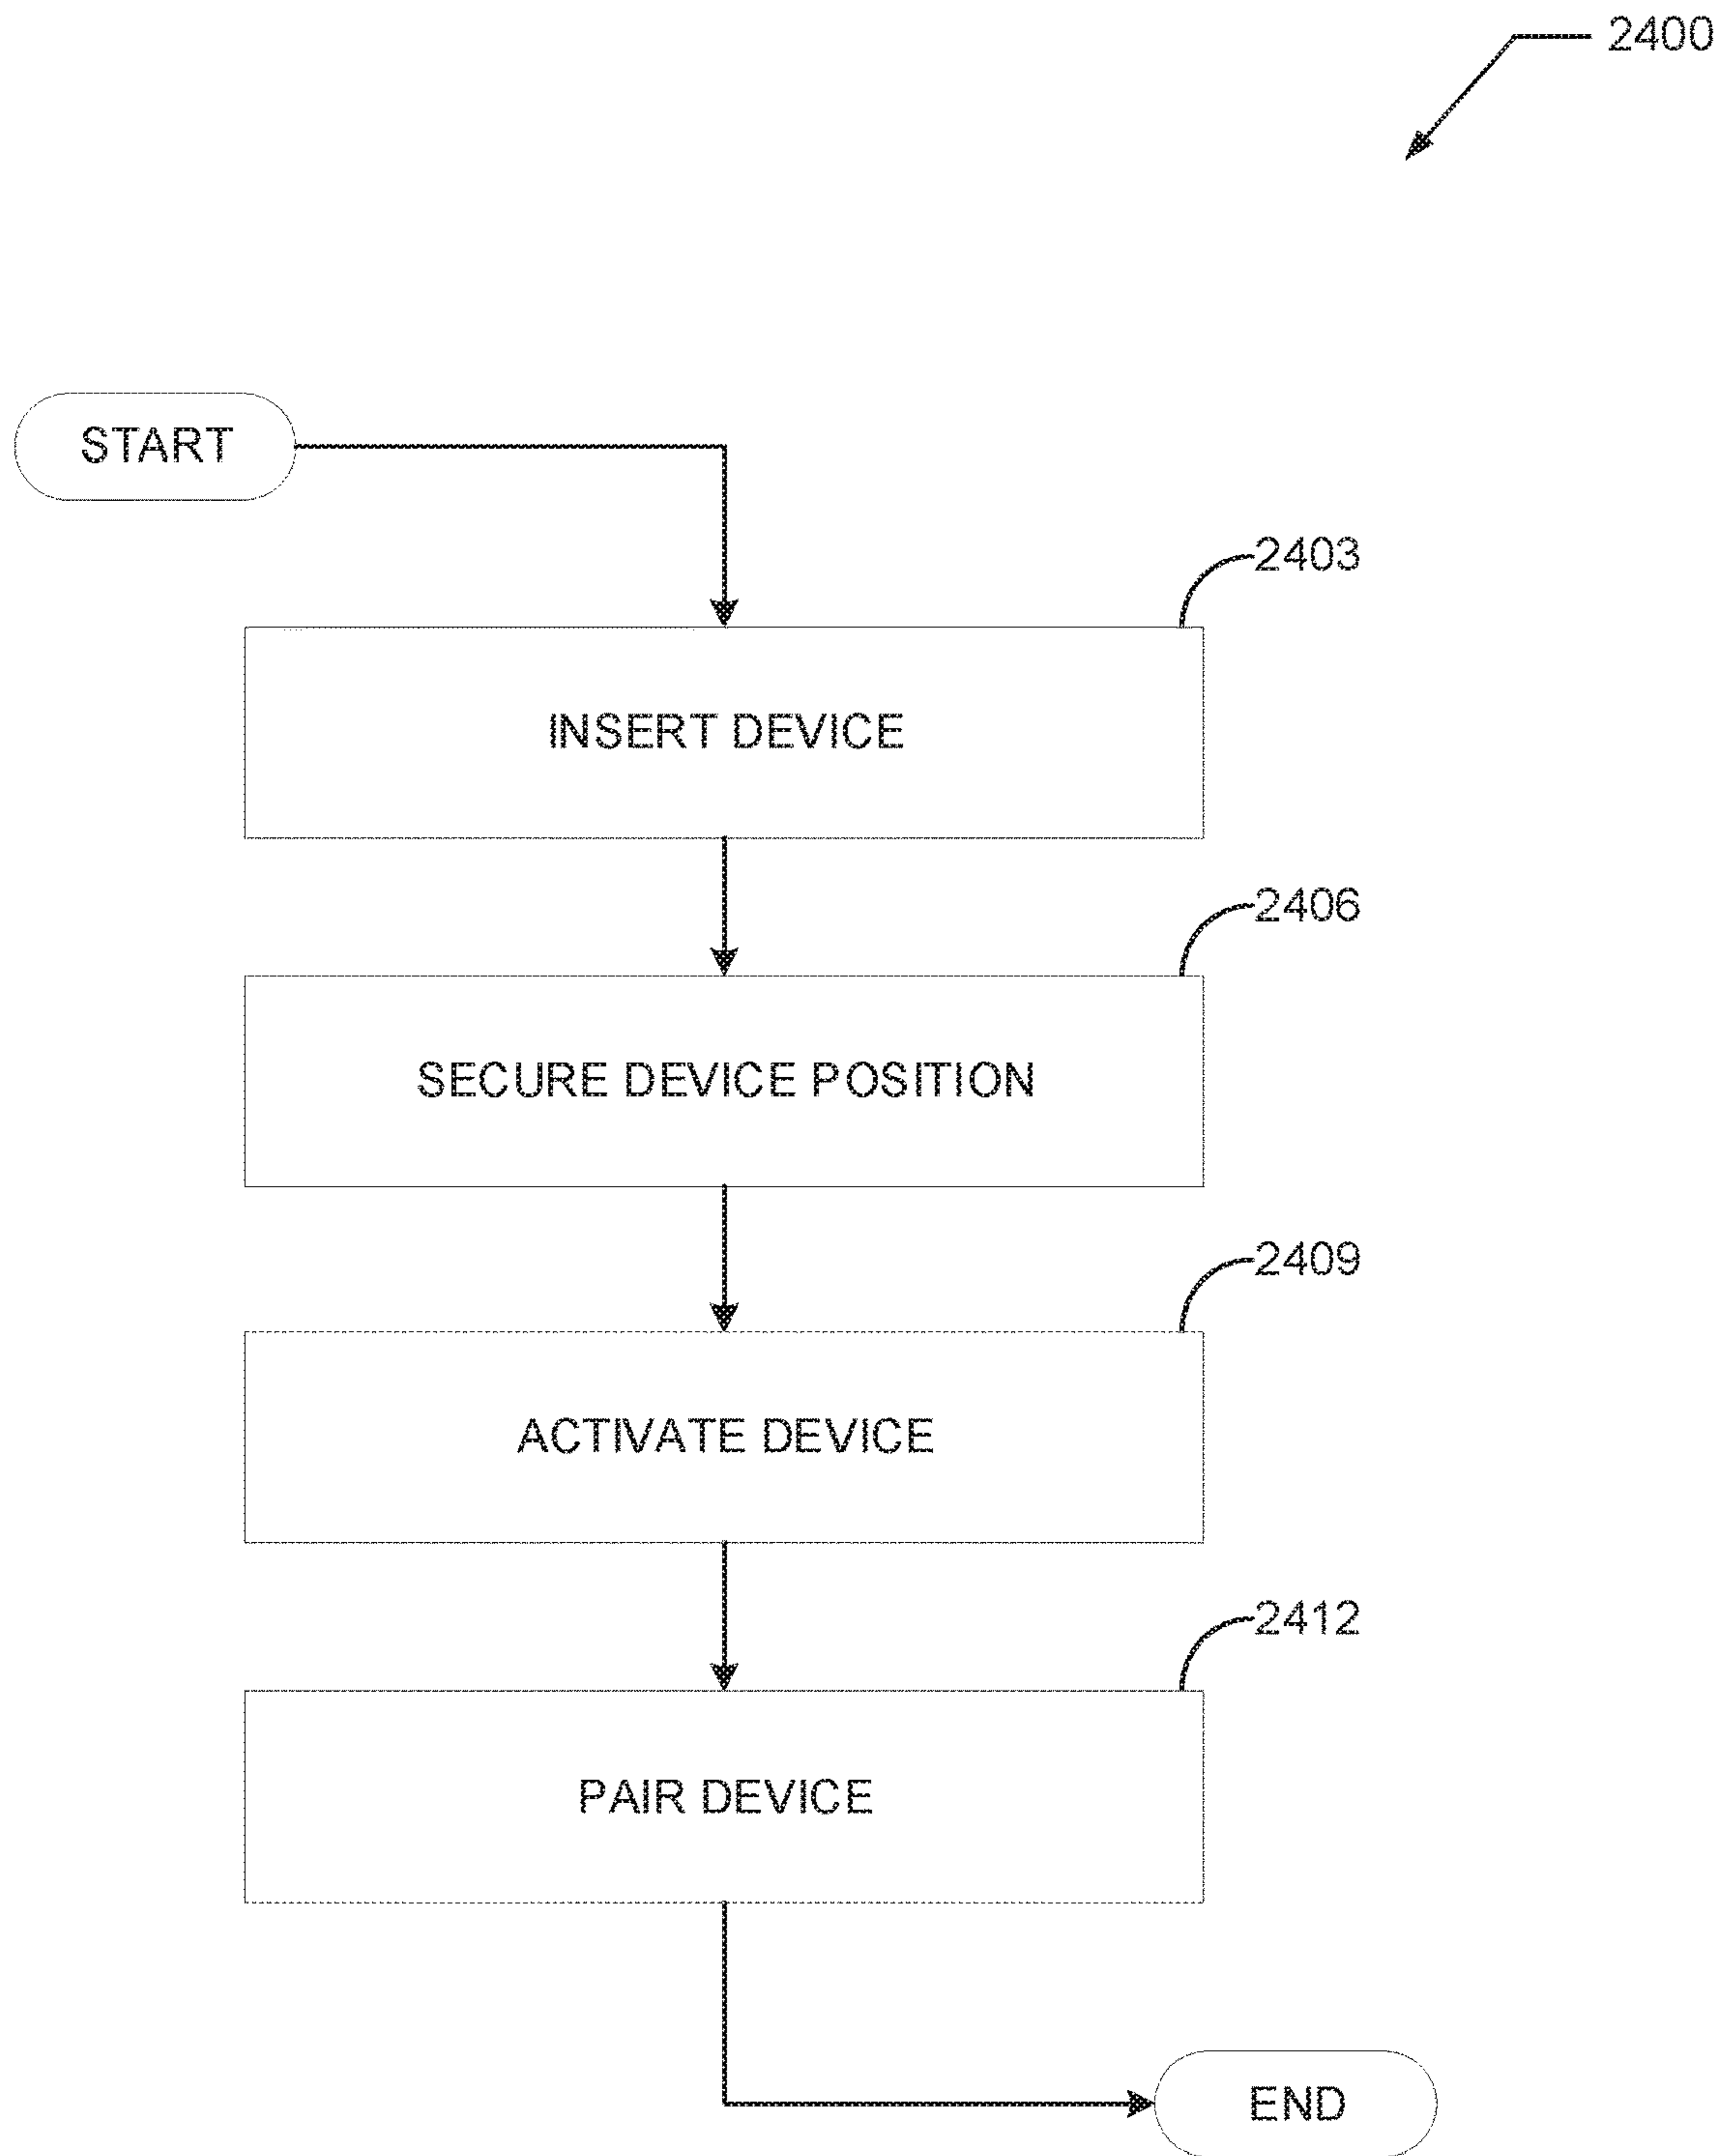 2400
START
2403
INSERT DEVICE
2406
SECURE DEVICE POSITION
2409
ACTIVATE DEVICE
2412
PAIR DEVICE
END